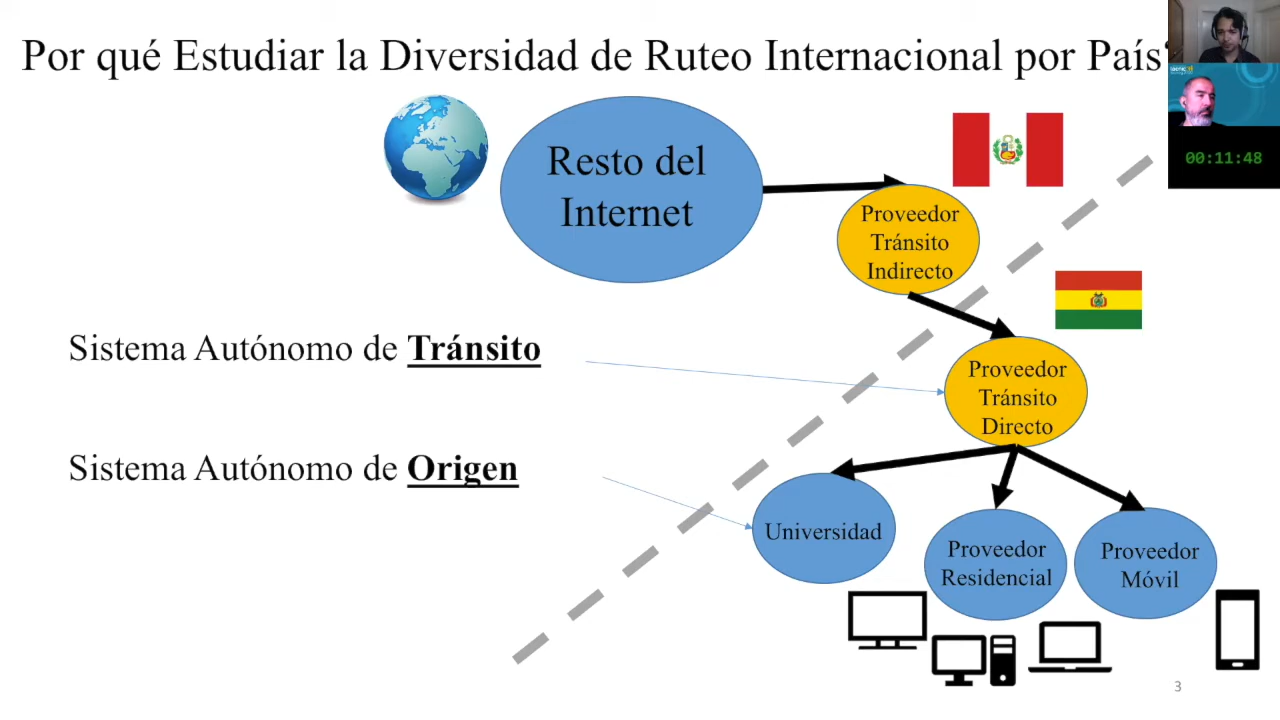 Por qué Estudiar la Diversidad de Ruteo Internacional por País
Resto del
Internet
00:11:48
Proveedor
Tránsito
Indirecto
Sistema Autónomo de Tránsito
Proveedor
Tránsito
Directo
Sistema Autónomo de Origen
Universidad
Proveedor
Residencial
Proveedor
Móvil
3